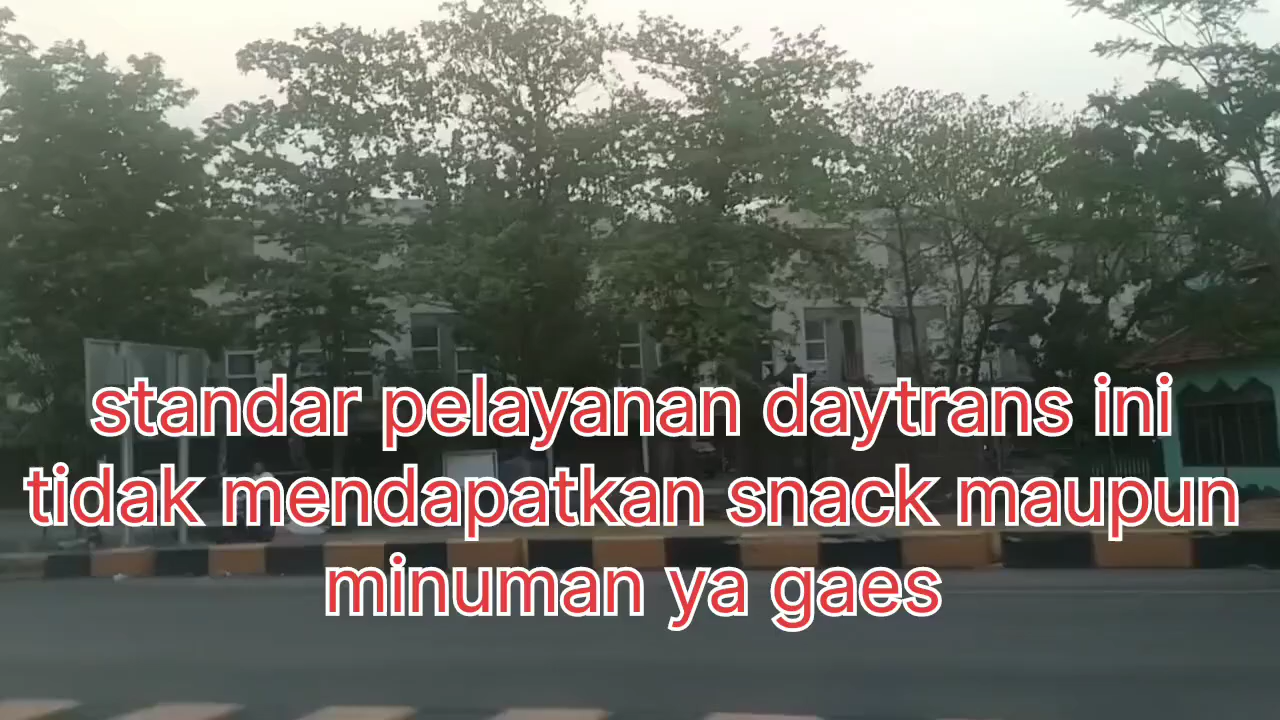 standar pelayanan daytrans ini
tidak mendapatkan snack maupun
minuman ya gaes